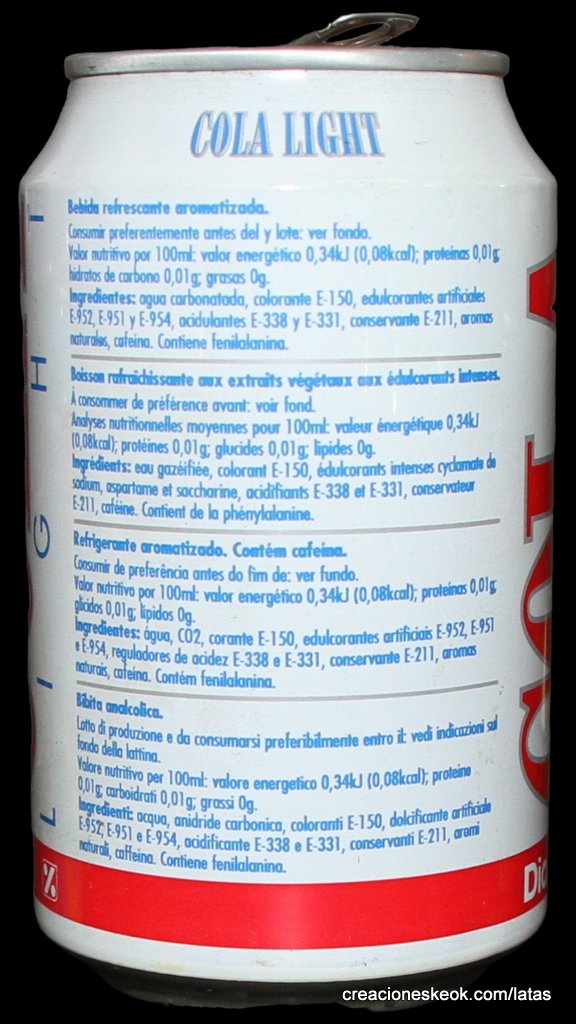 COLA LIGHT
Bebida refrescante aromatizada.
Consumir preferentemente antes del y lote: ver fondo.
Valor nutritivo por 100ml: valor energético 0,34kJ (0,08kcal); proteínas 0,01g;
hidratos de carbono 0,01g; grasas 0g.
Ingredientes: agua carbonatada, colorante E-150, edulcorantes artificiales
E-952, E-951 y E-954, acidulantes E-338 y E-331, conservante E-211, aromas
naturales, cafeína. Contiene fenilalanina.
Boisson rafraîchissante aux extraits végétaux aux édulcorants intenses.
À consommer de préférence avant: voir fond.
Analyses nutritionnelles moyennes pour 100ml: valeur énergétique 0,34kJ
(0,08kcal); protéines 0,01g; glucides 0,01g; lipides 0g.
Ingrédients: eau gazéifiée, colorant E-150, édulcorants intenses cyclamate de
sodium, aspartame et saccharine, acidifiants E-338 et E-331, conservateur
E-211, caféine. Contient de la phénylalanine.
Refrigerante aromatizado. Contém cafeína.
Consumir de preferência antes do fim de: ver fundo.
Valor nutritivo por 100ml: valor energético 0,34kJ (0,08kcal); proteínas 0,01g;
glícidos 0,01g; lípidos 0g.
Ingredientes: água, CO2, corante E-150, edulcorantes artificiais E-952, E-951
e E-954, reguladores de acidez E-338 e E-331, conservante E-211, aromas
naturais, cafeína. Contém fenilalanina.
Bibita analcolica.
Lotto di produzione e da consumarsi preferibilmente entro il: vedi indicazioni sul
fondo della lattina.
Valore nutritivo per 100ml: valore energetico 0,34kJ (0,08kcal); proteine
0,01g; carboidrati 0,01g; grassi 0g.
Ingredienti: acqua, anidride carbonica, coloranti E-150, dolcificante artificiale
E-952, E-951 e E-954, acidificante E-338 e E-331, conservanti E-211, aromi
naturali, caffeina. Contiene fenilalanina.
LIGHT
COLA
creacioneskeok.com/latas